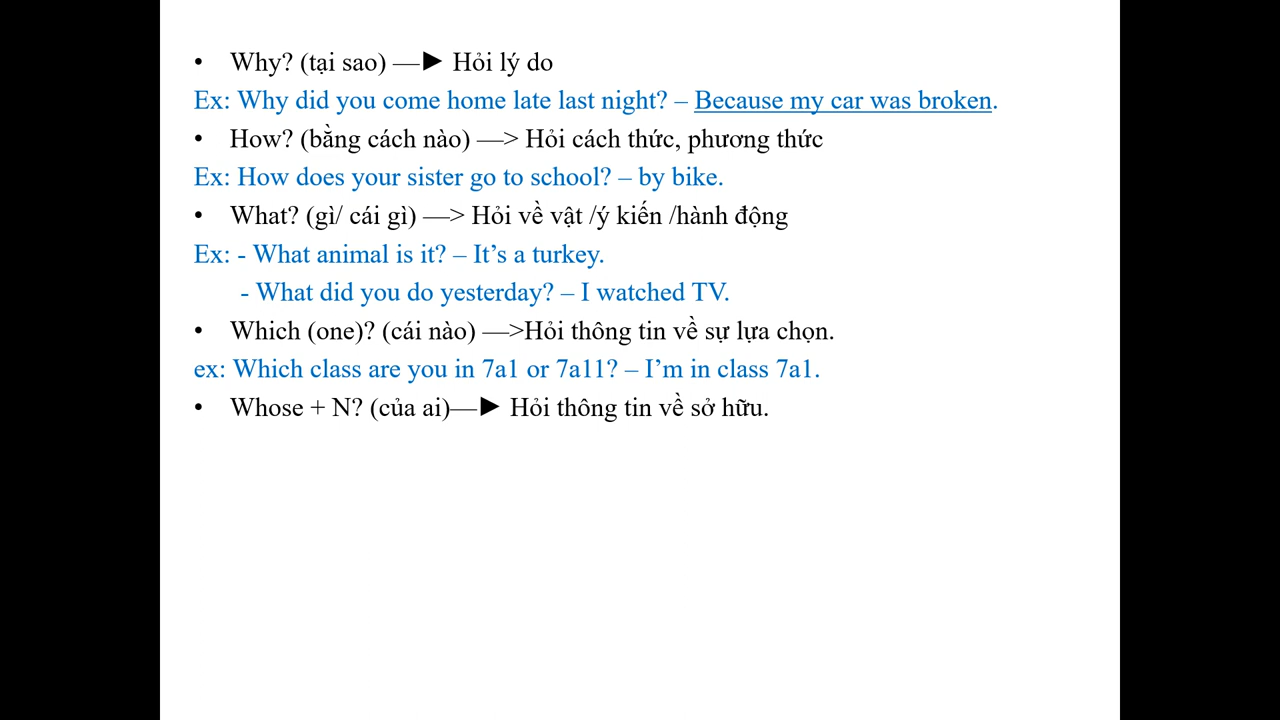 • Why? (tại sao) —► Hỏi lý do
Ex: Why did you come home late last night? – Because my car was broken.
• How? (bằng cách nào) —> Hỏi cách thức, phương thức
Ex: How does your sister go to school? – by bike.
• What? (gì/ cái gì) —> Hỏi về vật /ý kiến /hành động
Ex: - What animal is it? – It’s a turkey.
- What did you do yesterday? – I watched TV.
• Which (one)? (cái nào) —>Hỏi thông tin về sự lựa chọn.
ex: Which class are you in 7a1 or 7a11? – I’m in class 7a1.
• Whose + N? (của ai)—► Hỏi thông tin về sở hữu.